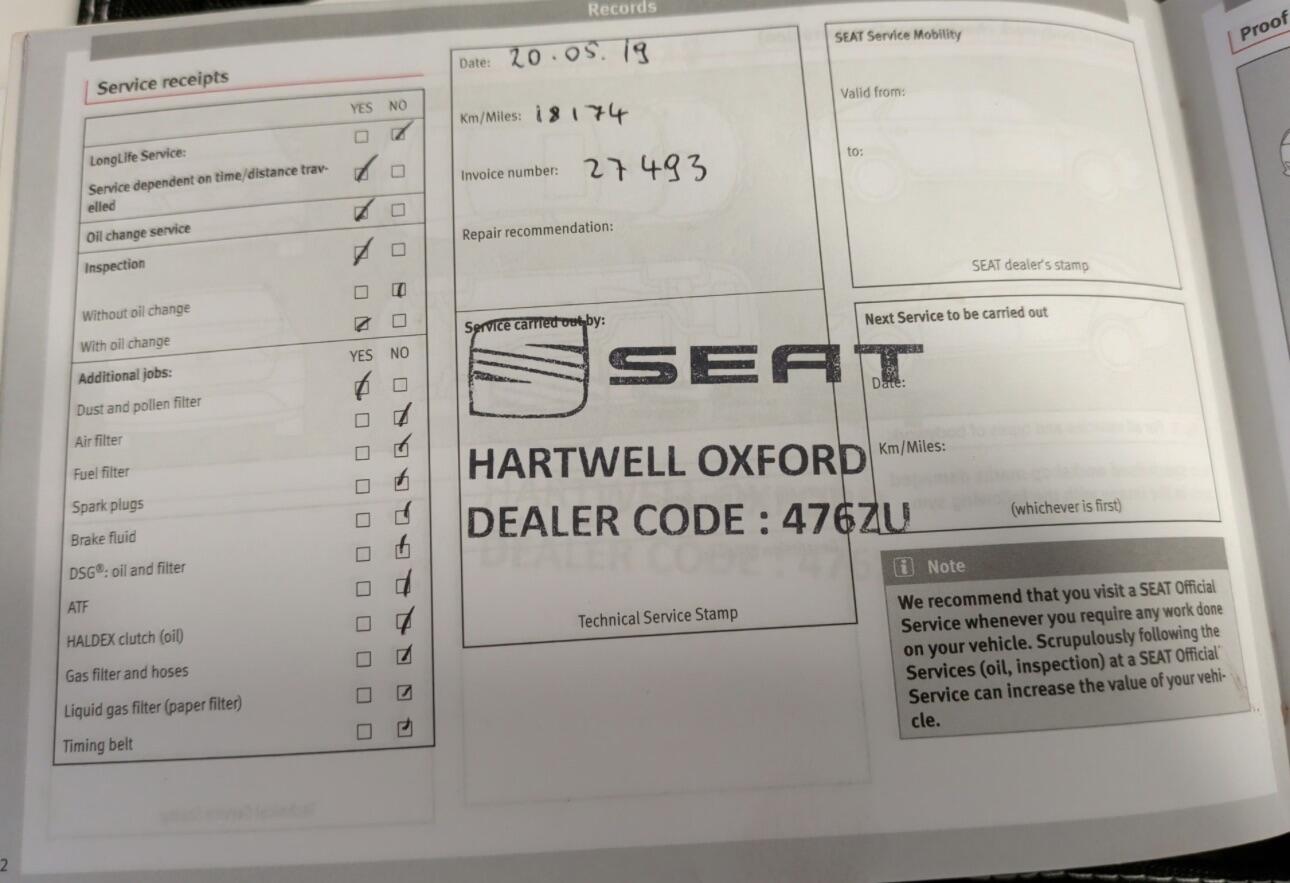 Records
Proof
Service receipts
YES NO
LongLife Service:
Service dependent on time/distance trav-
elled
Oil change service
Inspection
Without oil change
With oil change
YES NO
Additional jobs:
Dust and pollen filter
Air filter
Fuel filter
Spark plugs
Brake fluid
DSG®: oil and filter
ATF
HALDEX clutch (oil)
Gas filter and hoses
Liquid gas filter (paper filter)
Timing belt
Date: 20.05.19
Km/Miles: 18174
Invoice number: 27493
Repair recommendation:
Service carried out by:
SEAT
HARTWELL OXFORD
DEALER CODE : 476ZU
Technical Service Stamp
SEAT Service Mobility
Valid from:
to:
SEAT dealer's stamp
Next Service to be carried out
Date:
Km/Miles:
(whichever is first)
i Note
We recommend that you visit a SEAT Official
Service whenever you require any work done
on your vehicle. Scrupulously following the
Services (oil, inspection) at a SEAT Official
Service can increase the value of your vehi-
cle.
2